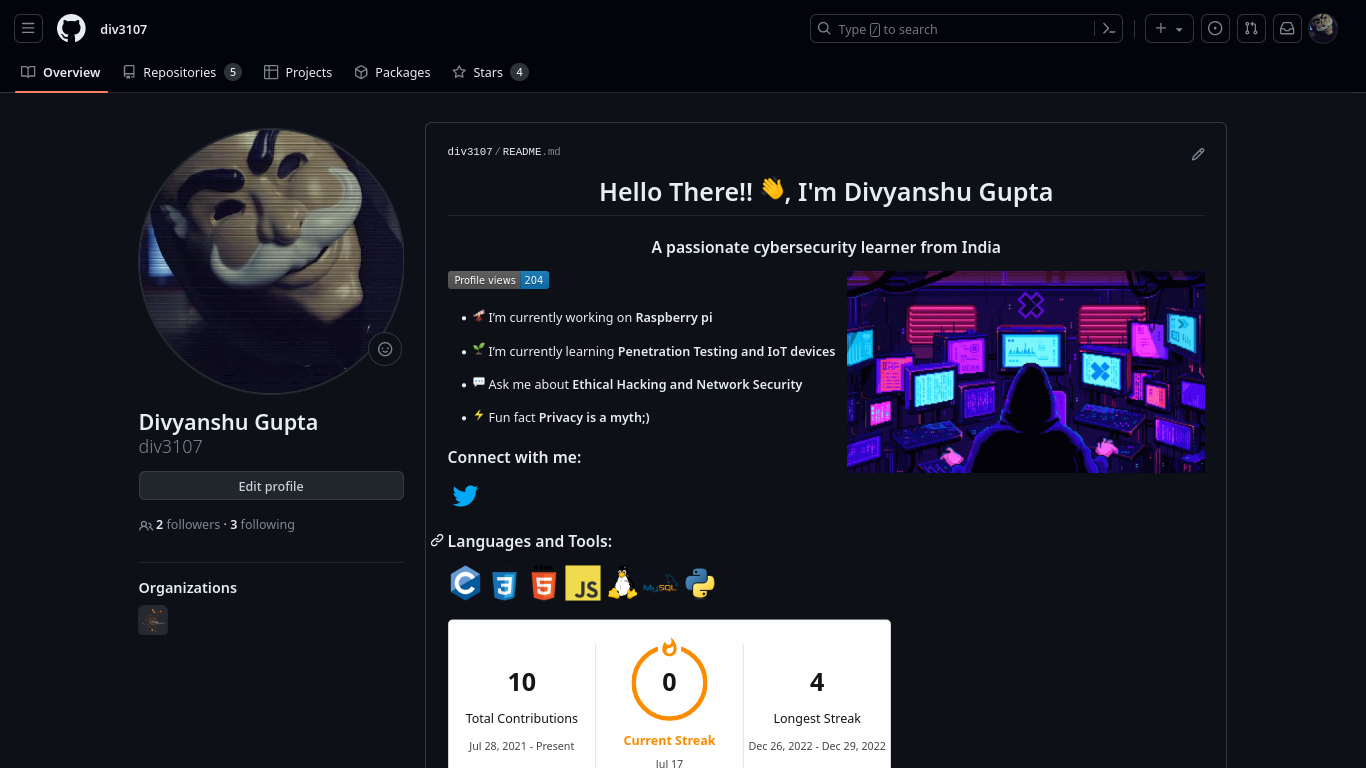 div3107
Type / to search
Overview
Repositories 5
Projects
Packages
Stars 4
Divyanshu Gupta
div3107
Edit profile
2 followers · 3 following
Organizations
div3107/README.md
Hello There!! 👋, I'm Divyanshu Gupta
A passionate cybersecurity learner from India
Profile views 204
I’m currently working on Raspberry pi
I’m currently learning Penetration Testing and IoT devices
Ask me about Ethical Hacking and Network Security
Fun fact Privacy is a myth;)
Connect with me:
Languages and Tools:
C
3
HTML
5
JS
MySQL
10
Total Contributions
Jul 28, 2021 - Present
0
Current Streak
Jul 17
4
Longest Streak
Dec 26, 2022 - Dec 29, 2022